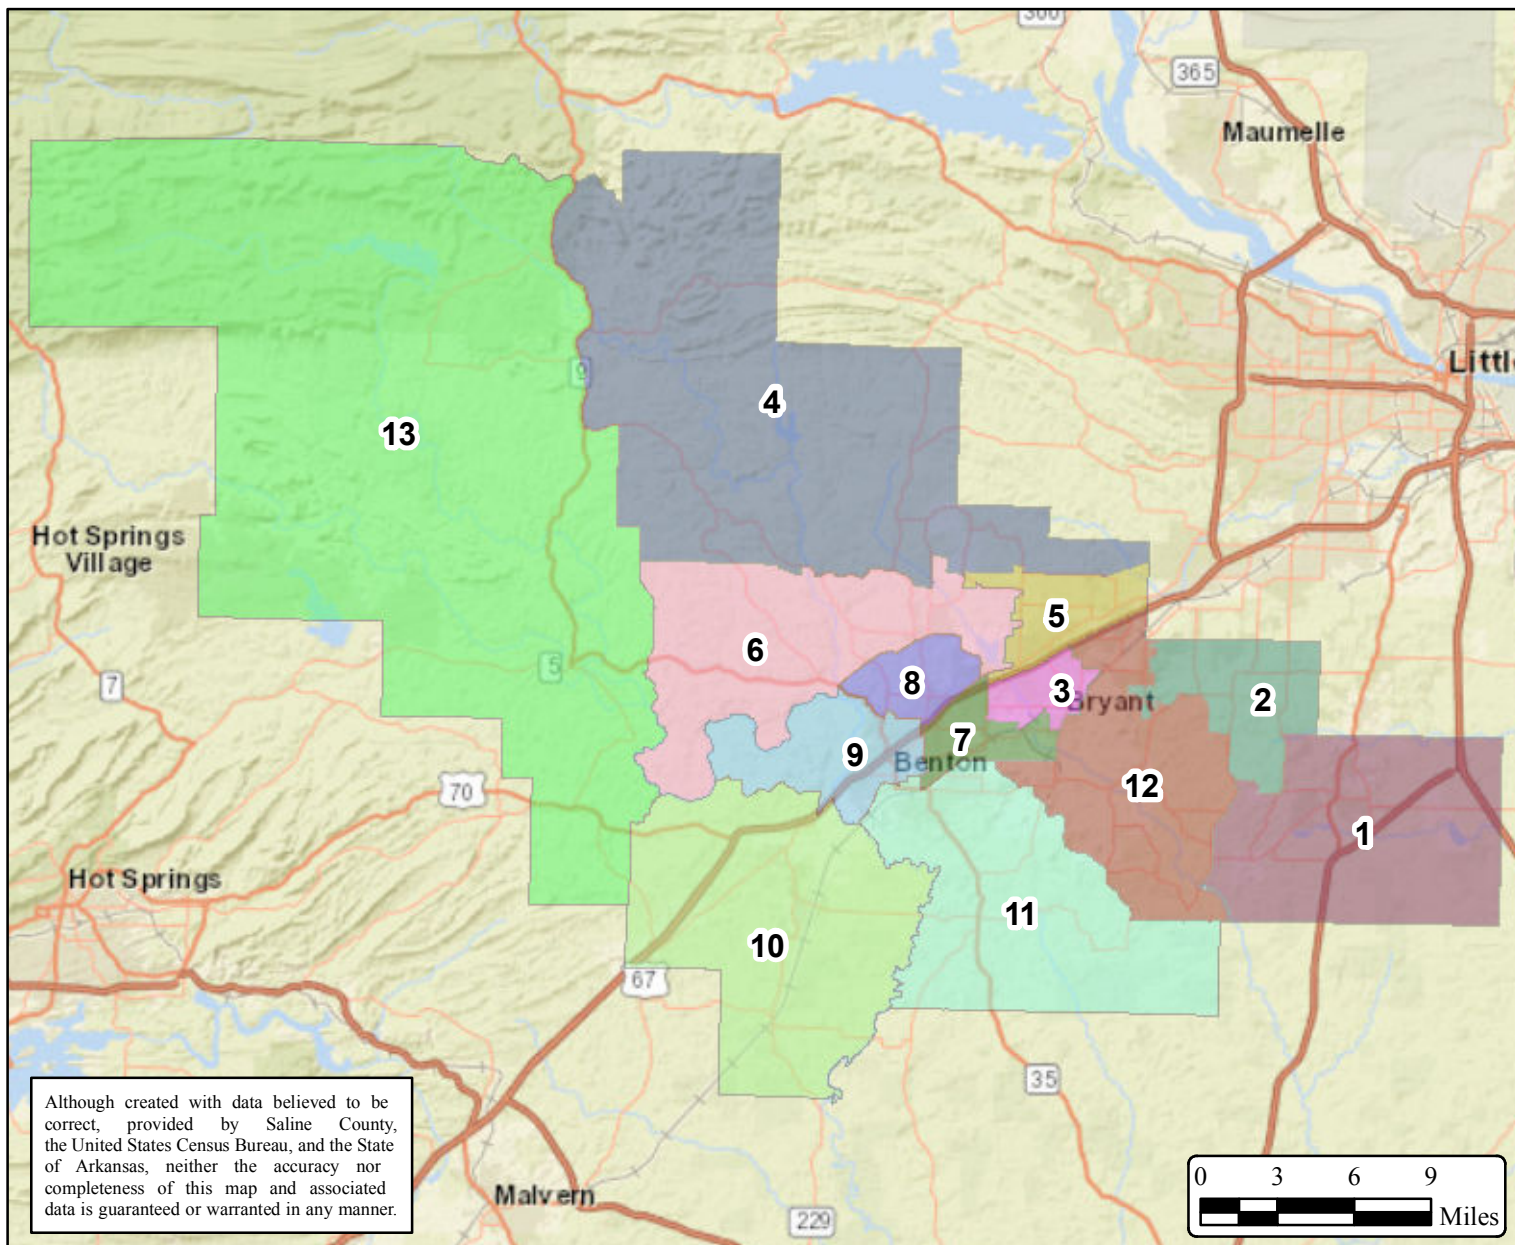 300
365
Maumelle
Little
9
4
13
Hot Springs
Village
5
6
5
7
8
3
Bryant
2
7
9
Benton
12
70
1
Hot Springs
11
10
67
35
Although created with data believed to be
correct, provided by Saline County,
the United States Census Bureau, and the State
of Arkansas, neither the accuracy nor
completeness of this map and associated
data is guaranteed or warranted in any manner.
Malvern
229
0 3 6 9
Miles